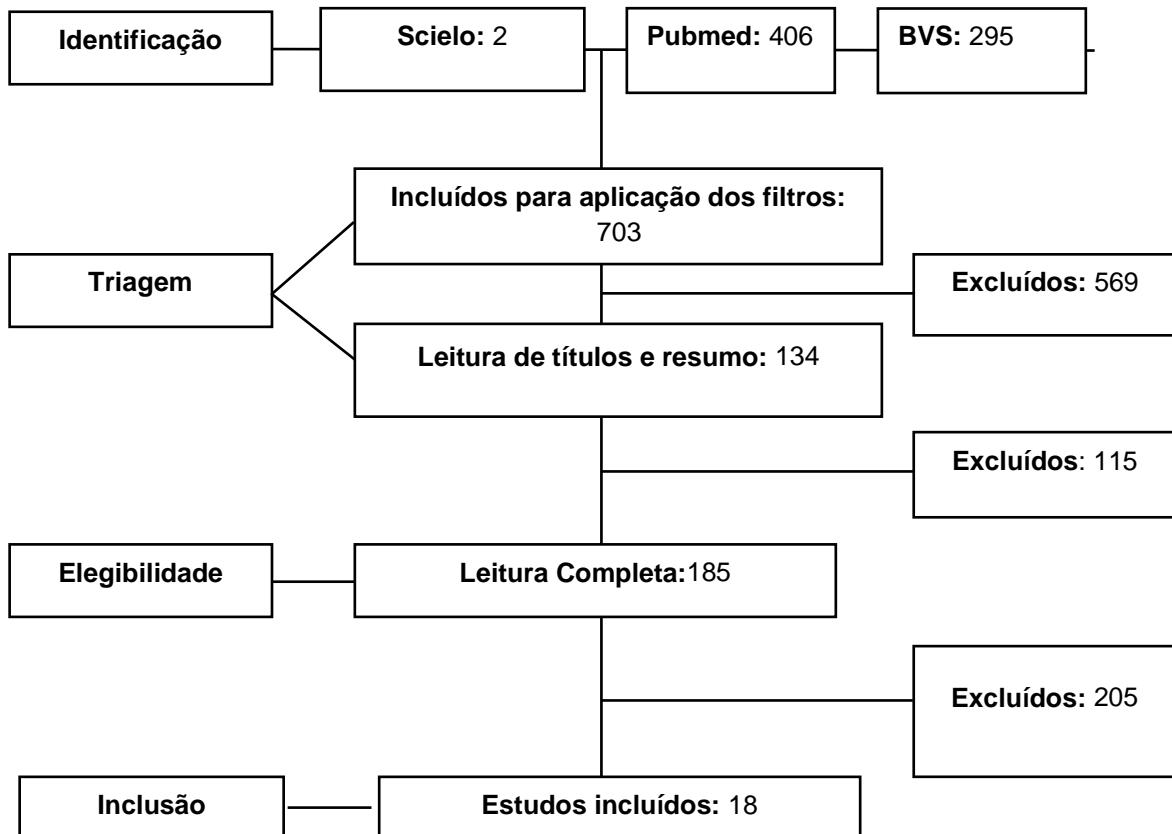 Identificação
Scielo: 2
Pubmed: 406
BVS: 295
Incluídos para aplicação dos filtros:
703
Triagem
Excluídos: 569
Leitura de títulos e resumo: 134
Excluídos: 115
Elegibilidade
Leitura Completa:185
Excluídos: 205
Inclusão
Estudos incluídos: 18